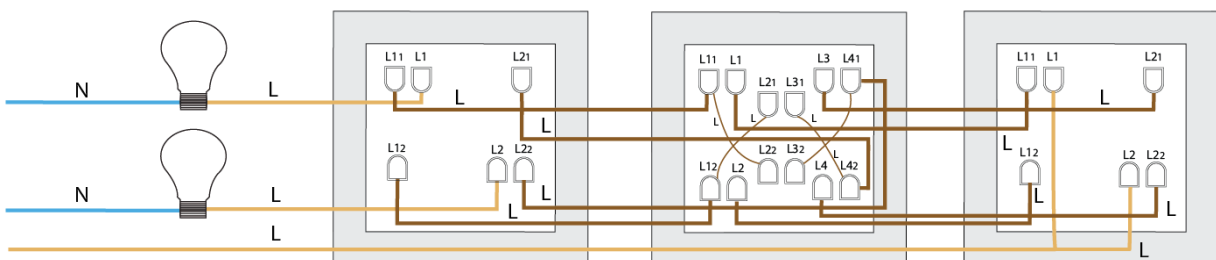 L11 L1 L21
L12 L2 L22
L11 L1 L3 L41
L21 L31
L22 L32
L12 L2 L4 L42
L11 L1 L21
L12 L2 L22
N L L
L
L L
L
L
N L L
L
L L
L
L
L